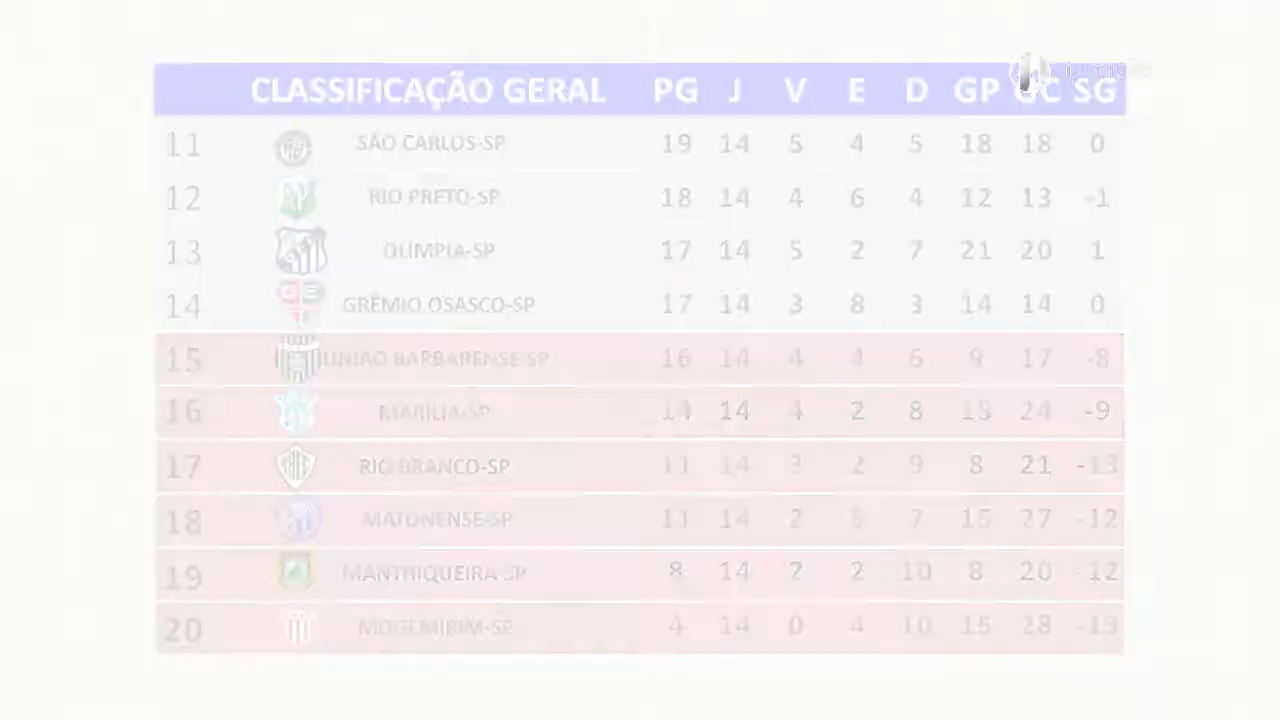 CLASSIFICAÇÃO GERAL PG J V E D GP GC SG
11 SÃO CARLOS-SP 19 14 5 4 5 18 18 0
12 RIO PRETO-SP 18 14 4 6 4 12 13 -1
13 OLÍMPIA-SP 17 14 5 2 7 21 20 1
14 GRÊMIO OSASCO-SP 17 14 3 8 3 14 14 0
15 UNIÃO BARBARENSE-SP 16 14 4 4 6 9 17 -8
16 MARÍLIA-SP 14 14 4 2 8 15 24 -9
17 RIO BRANCO-SP 11 14 3 2 9 8 21 -13
18 MATONENSE-SP 11 14 2 5 7 15 27 -12
19 MANTHIQUEIRA-SP 8 14 2 2 10 8 20 -12
20 MOGI MIRIM-SP 4 14 0 4 10 15 28 -13